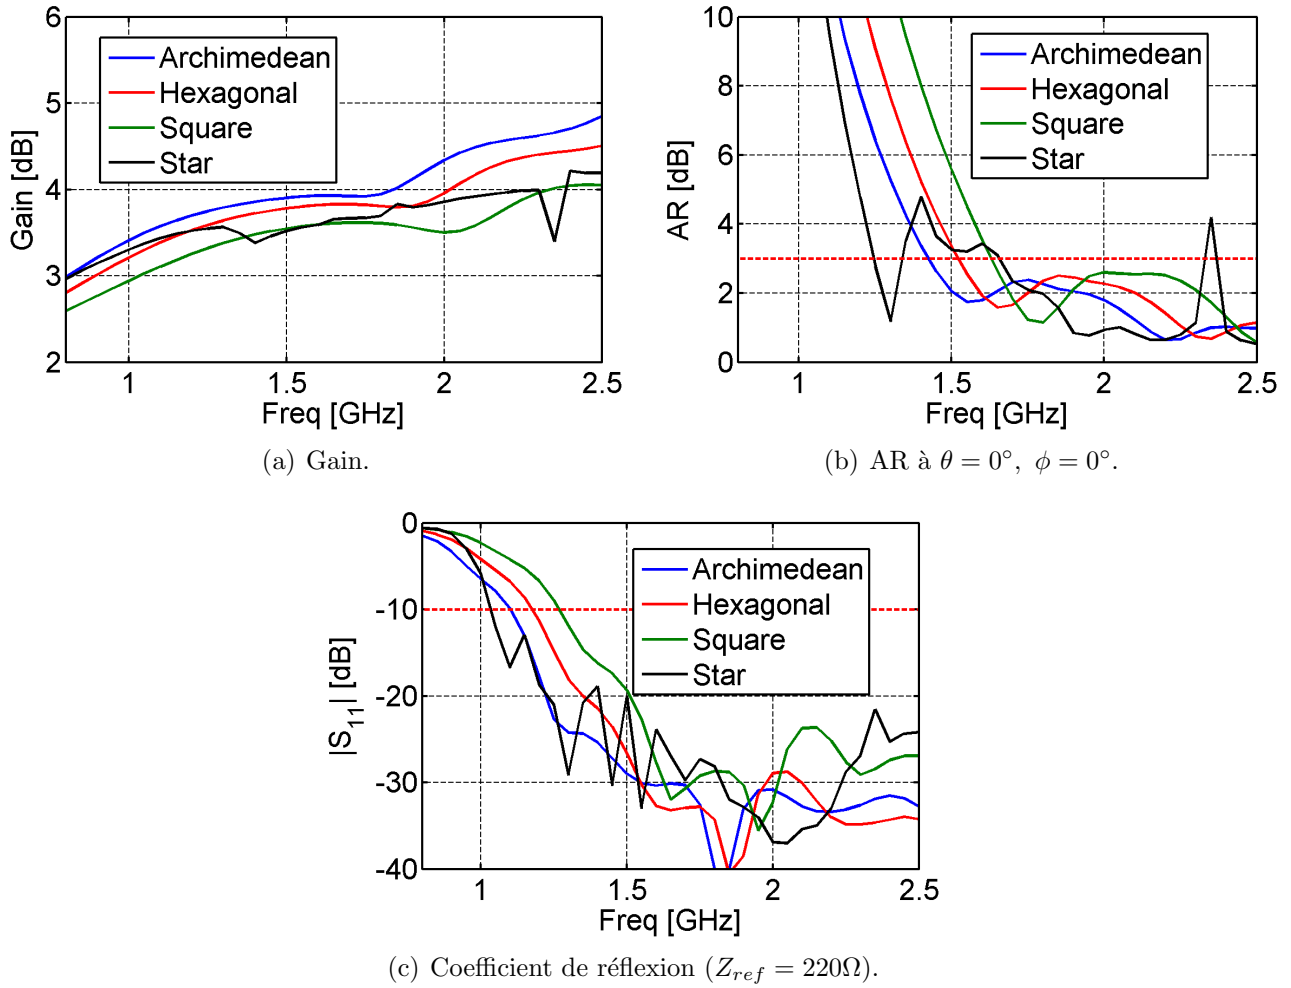 6
5
4
3
2
Gain [dB]
Archimedean
Hexagonal
Square
Star
1
1.5
2
2.5
Freq [GHz]
(a) Gain.
10
8
6
4
2
0
AR [dB]
Archimedean
Hexagonal
Square
Star
1
1.5
2
2.5
Freq [GHz]
(b) AR à θ = 0°, ϕ = 0°.
0
-10
-20
-30
-40
|S₁₁| [dB]
Archimedean
Hexagonal
Square
Star
1
1.5
2
2.5
Freq [GHz]
(c) Coefficient de réflexion (Z_ref = 220Ω).